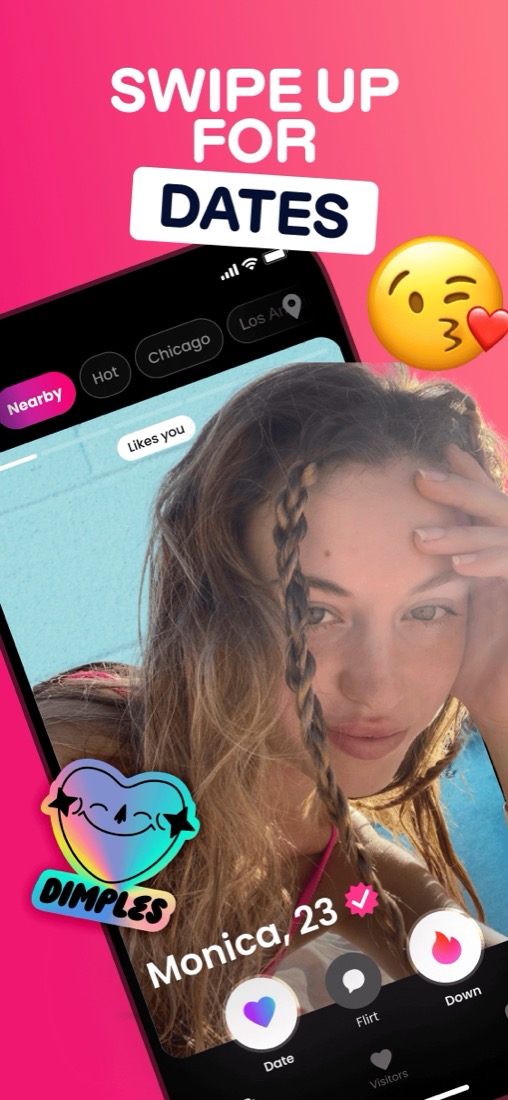 SWIPE UP
FOR
DATES
Nearby
Hot
Chicago
Los An
Likes you
DIMPLES
Monica, 23
Date
Flirt
Down
Visitors